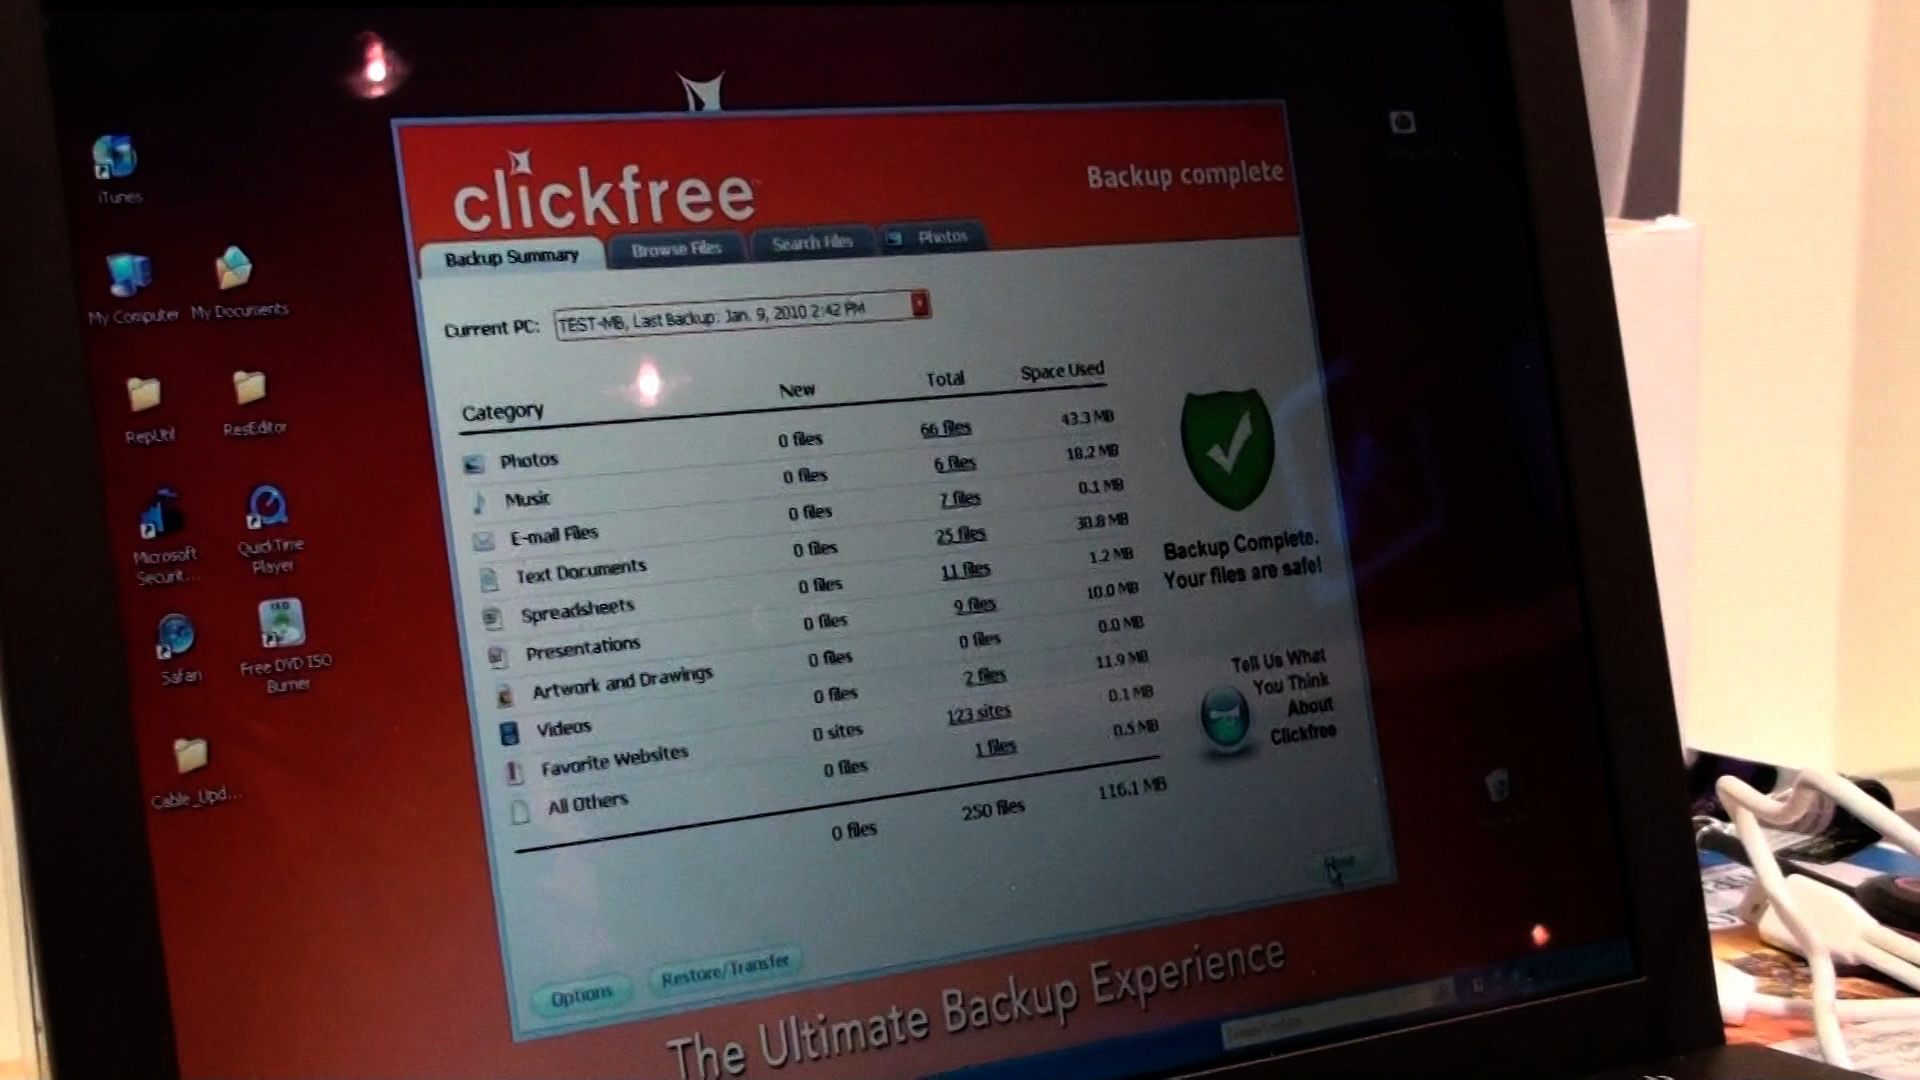 clickfree
Backup complete
Backup Summary Browse Files Search Files Photos
Current PC: TEST-MB, Last Backup: Jan. 9, 2010 2:42 PM
Category New Total Space Used
Photos 0 files 66 files 43.3 MB
Music 0 files 6 files 18.2 MB
E-mail Files 0 files 7 files 0.1 MB
Text Documents 0 files 25 files 30.8 MB
Spreadsheets 0 files 11 files 1.2 MB
Presentations 0 files 9 files 10.0 MB
Artwork and Drawings 0 files 0 files 0.0 MB
Videos 0 files 2 files 11.9 MB
Favorite Websites 0 sites 123 sites 0.1 MB
All Others 0 files 1 files 0.5 MB
0 files 250 files 116.1 MB
Backup Complete.
Your files are safe!
Tell Us What
You Think
About
Clickfree
Options Restore/Transfer
The Ultimate Backup Experience
iTunes
My Computer My Documents
RepUtil ResEditor
Microsoft
Securit...
QuickTime
Player
Safari
Free DVD ISO
Burner
Cable_Upd...